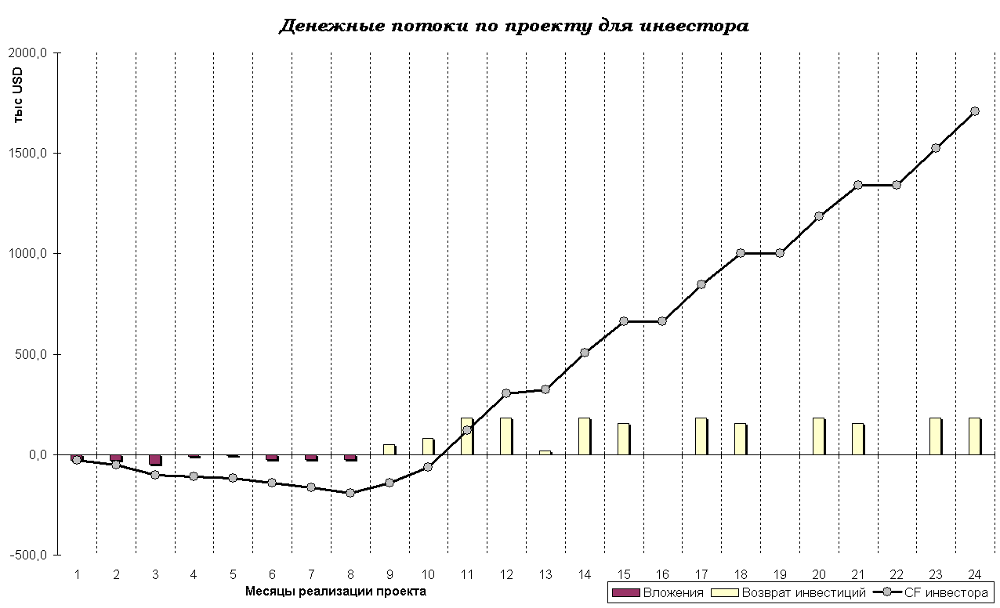 Денежные потоки по проекту для инвестора
тыс USD
2000,0
1500,0
1000,0
500,0
0,0
-500,0
1 2 3 4 5 6 7 8 9 10 11 12 13 14 15 16 17 18 19 20 21 22 23 24
Месяцы реализации проекта
Вложения Возврат инвестиций CF инвестора